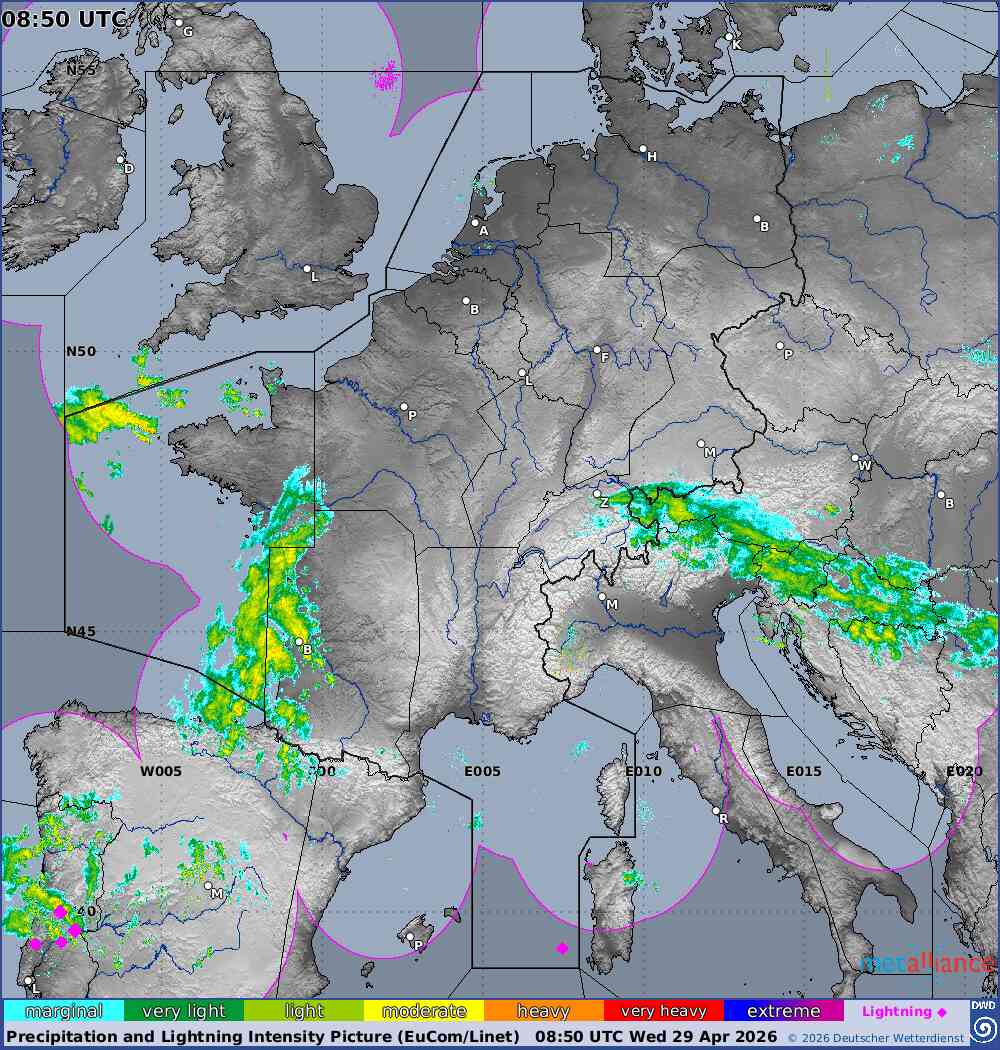 08:50 UTC
G
K
N55
D
H
A
B
L
B
N50
P
F
L
P
M
W
Z
B
M
N45
B
W005
00
E005
E010
E015
E020
R
M
40
P
L
metalliance
marginal very light light moderate heavy very heavy extreme Lightning ◆
DWD
Precipitation and Lightning Intensity Picture (EuCom/Linet) 08:50 UTC Wed 29 Apr 2026 © 2026 Deutscher Wetterdienst